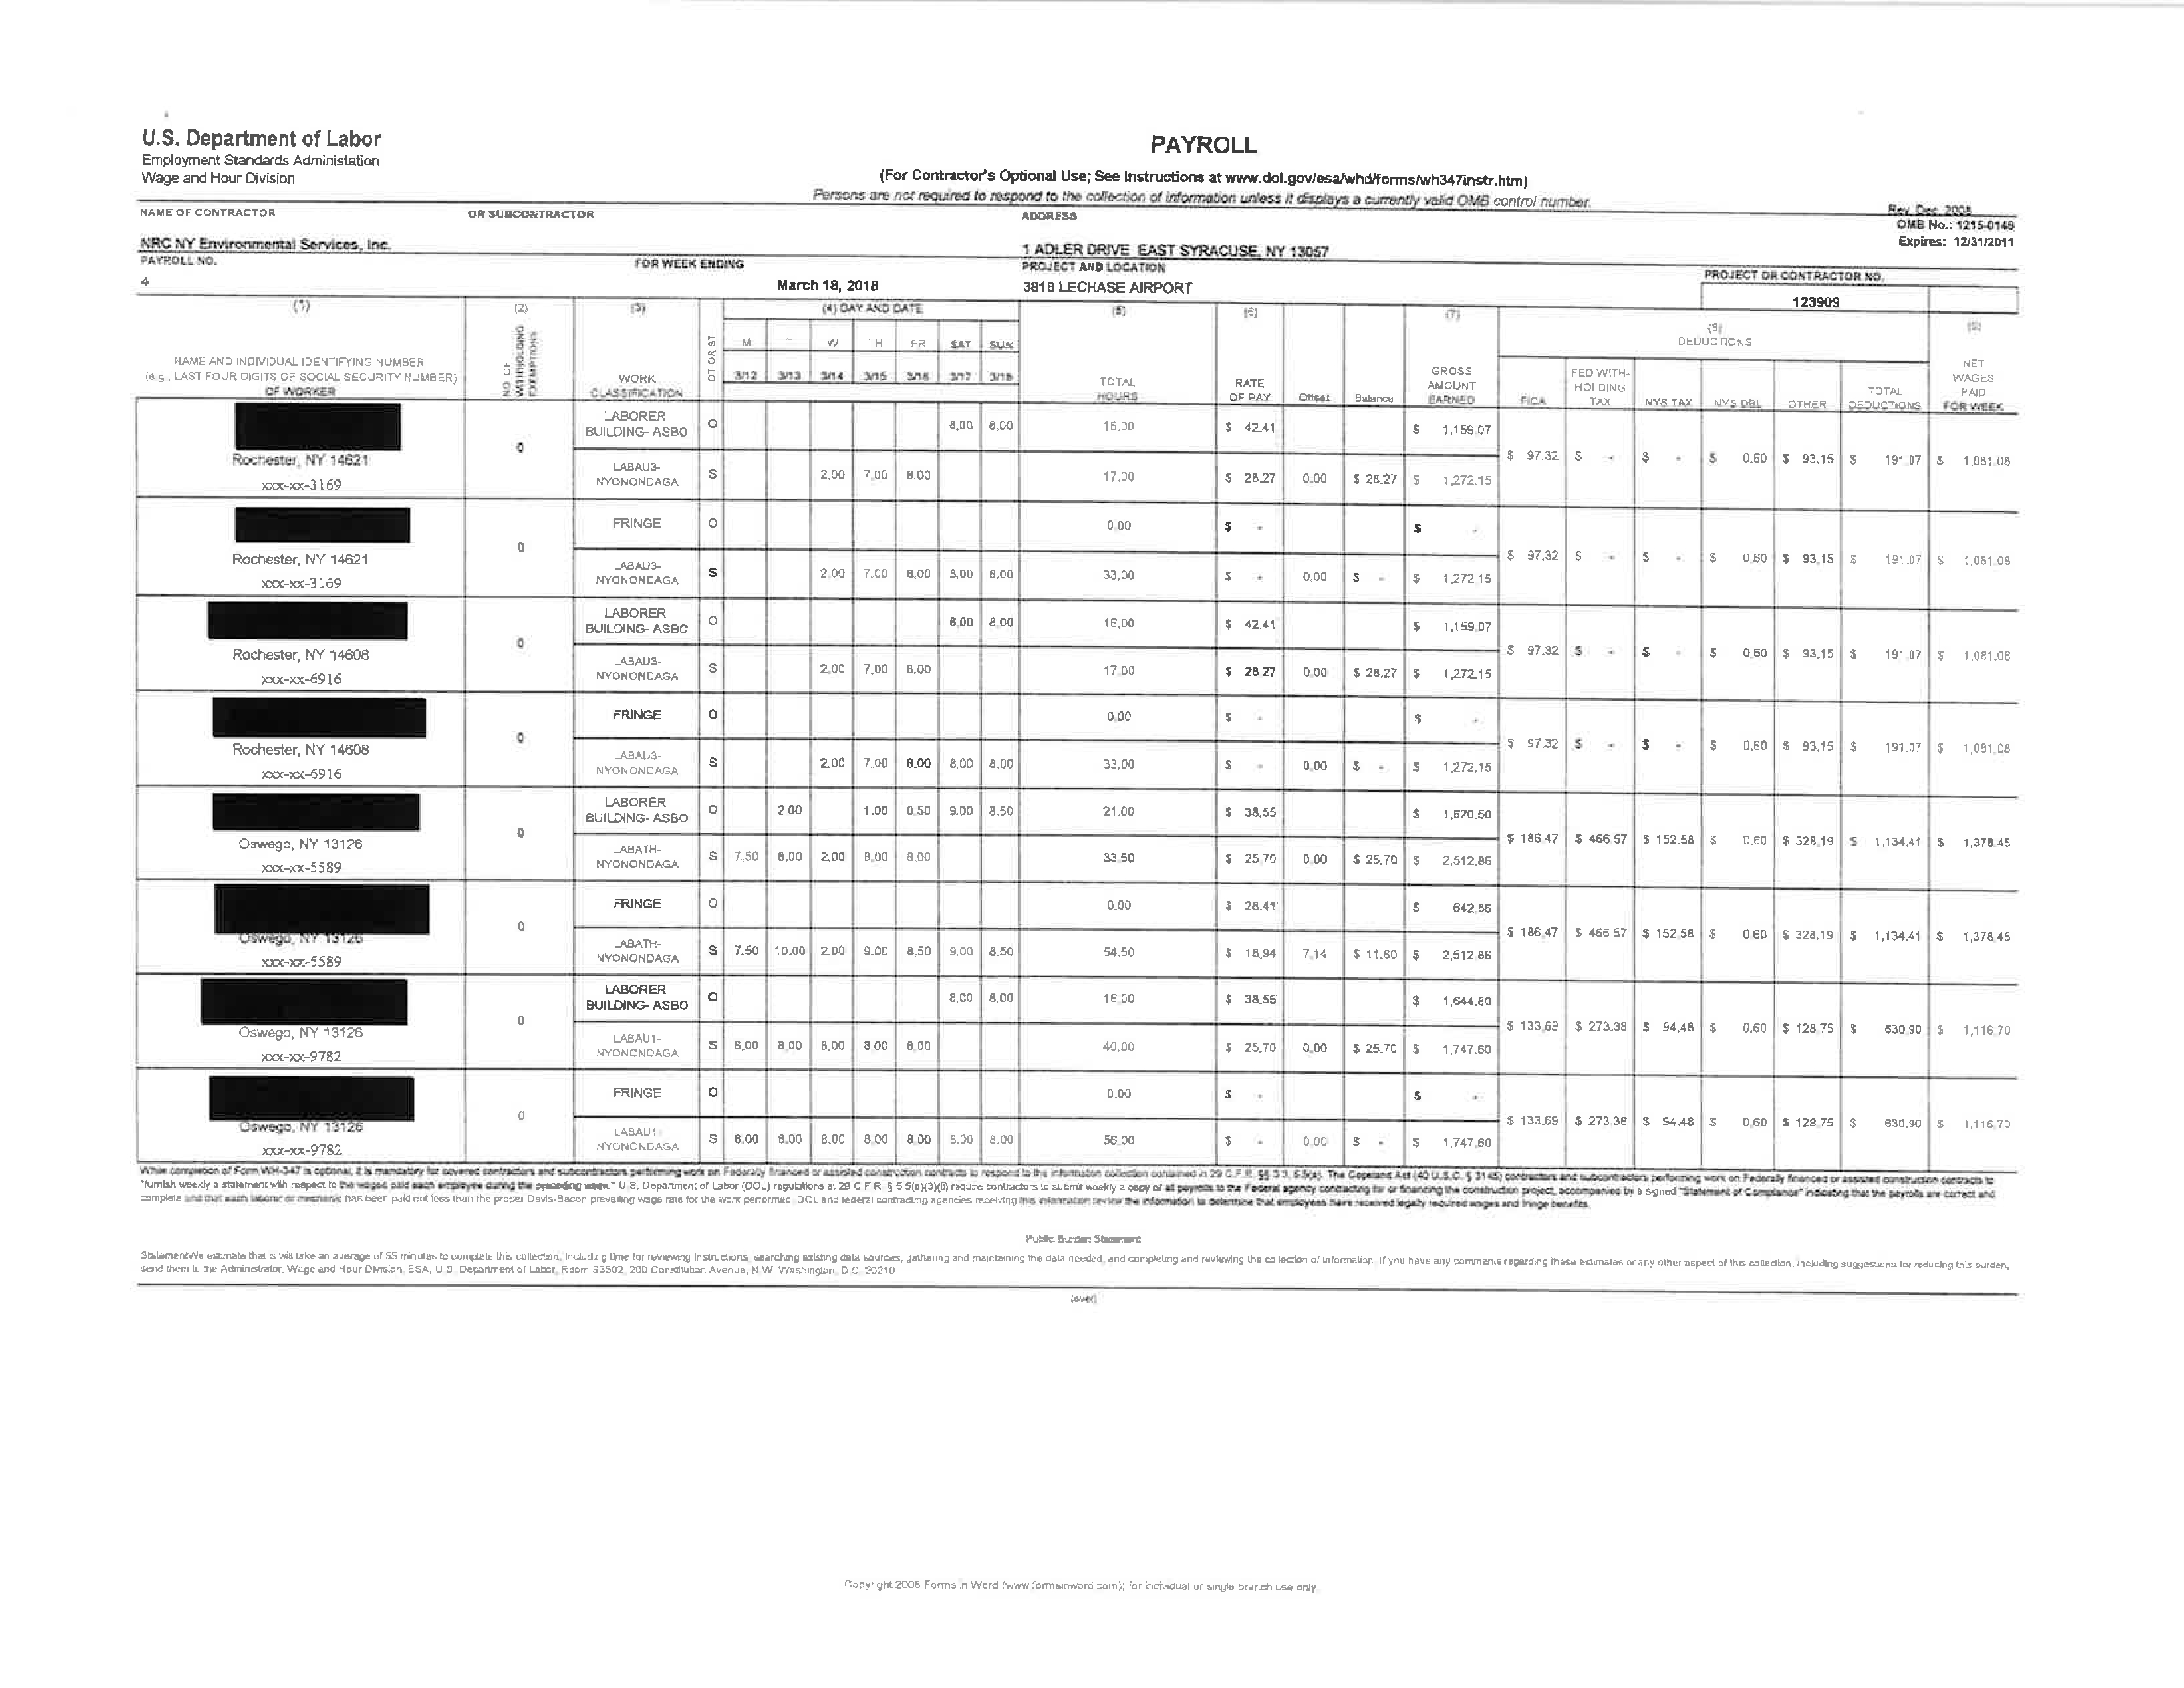 U.S. Department of Labor
Employment Standards Administation
Wage and Hour Division
PAYROLL
(For Contractor's Optional Use; See Instructions at www.dol.gov/esa/whd/forms/wh347instr.htm)
Persons are not required to respond to the collection of information unless it displays a currently valid OMB control number.
Rev. Dec. 2008
OMB No.: 1215-0149
Expires: 12/31/2011
NAME OF CONTRACTOR OR SUBCONTRACTOR ADDRESS
NRC NY Environmental Services, Inc. 1 ADLER DRIVE EAST SYRACUSE, NY 13057
PAYROLL NO. FOR WEEK ENDING PROJECT AND LOCATION PROJECT OR CONTRACTOR NO.
4 March 18, 2018 3818 LECHASE AIRPORT 123909
(1) (2) (3) (4) DAY AND DATE (5) (6) (7) (8) DEDUCTIONS (9)
NAME AND INDIVIDUAL IDENTIFYING NUMBER
(e.g., LAST FOUR DIGITS OF SOCIAL SECURITY NUMBER)
OF WORKER
NO. OF WITHHOLDING EXEMPTIONS
WORK CLASSIFICATION
OT OR ST
M T W TH FR SAT SUN
3/12 3/13 3/14 3/15 3/16 3/17 3/18
TOTAL HOURS
RATE OF PAY
Offset Balance
GROSS AMOUNT EARNED
FICA
FED WITH-HOLDING TAX
NYS TAX NYS DBL OTHER
TOTAL DEDUCTIONS
NET WAGES PAID FOR WEEK
LABORER BUILDING- ASBO O 8.00 8.00 16.00 $ 42.41 $ 1,159.07
Rochester, NY 14621 0 $ 97.32 $ - $ - $ 0.60 $ 93.15 $ 191.07 $ 1,081.08
xxx-xx-3169 LABAU3- NYONONDAGA S 2.00 7.00 8.00 17.00 $ 28.27 0.00 $ 28.27 $ 1,272.15
FRINGE O 0.00 $ - $ -
Rochester, NY 14621 0 $ 97.32 $ - $ - $ 0.60 $ 93.15 $ 191.07 $ 1,081.08
xxx-xx-3169 LABAU3- NYONONDAGA S 2.00 7.00 8.00 8.00 8.00 33.00 $ - 0.00 $ - $ 1,272.15
LABORER BUILDING- ASBO O 8.00 8.00 16.00 $ 42.41 $ 1,159.07
Rochester, NY 14608 0 $ 97.32 $ - $ - $ 0.60 $ 93.15 $ 191.07 $ 1,081.08
xxx-xx-6916 LABAU3- NYONONDAGA S 2.00 7.00 8.00 17.00 $ 28.27 0.00 $ 28.27 $ 1,272.15
FRINGE O 0.00 $ - $ -
Rochester, NY 14608 0 $ 97.32 $ - $ - $ 0.60 $ 93.15 $ 191.07 $ 1,081.08
xxx-xx-6916 LABAU3- NYONONDAGA S 2.00 7.00 8.00 8.00 8.00 33.00 $ - 0.00 $ - $ 1,272.15
LABORER BUILDING- ASBO O 2.00 1.00 0.50 9.00 8.50 21.00 $ 38.55 $ 1,670.50
Oswego, NY 13126 0 $ 186.47 $ 466.57 $ 152.58 $ 0.60 $ 328.19 $ 1,134.41 $ 1,378.45
xxx-xx-5589 LABATH- NYONONDAGA S 7.50 8.00 2.00 8.00 8.00 33.50 $ 25.70 0.00 $ 25.70 $ 2,512.86
FRINGE O 0.00 $ 28.41 $ 642.86
Oswego, NY 13126 0 $ 186.47 $ 466.57 $ 152.58 $ 0.60 $ 328.19 $ 1,134.41 $ 1,378.45
xxx-xx-5589 LABATH- NYONONDAGA S 7.50 10.00 2.00 9.00 8.50 9.00 8.50 54.50 $ 18.94 7.14 $ 11.80 $ 2,512.86
LABORER BUILDING- ASBO O 8.00 8.00 16.00 $ 38.55 $ 1,644.80
Oswego, NY 13126 0 $ 133.69 $ 273.38 $ 94.48 $ 0.60 $ 128.75 $ 630.90 $ 1,116.70
xxx-xx-9782 LABAU1- NYONONDAGA S 8.00 8.00 8.00 8.00 8.00 40.00 $ 25.70 0.00 $ 25.70 $ 1,747.60
FRINGE O 0.00 $ - $ -
Oswego, NY 13126 0 $ 133.69 $ 273.38 $ 94.48 $ 0.60 $ 128.75 $ 630.90 $ 1,116.70
xxx-xx-9782 LABAU1- NYONONDAGA S 8.00 8.00 8.00 8.00 8.00 8.00 8.00 56.00 $ - 0.00 $ - $ 1,747.60
While completion of Form WH-347 is optional, it is mandatory for covered contractors and subcontractors performing work on Federally financed or assisted construction contracts to respond to the information collection contained in 29 C.F.R. §§ 3.3, 5.5(a). The Copeland Act (40 U.S.C. § 3145) contractors and subcontractors performing work on Federally financed or assisted construction contracts to
"furnish weekly a statement with respect to the wages paid each employee during the preceding week." U.S. Department of Labor (DOL) regulations at 29 C.F.R. § 5.5(a)(3)(ii) require contractors to submit weekly a copy of all payrolls to the Federal agency contracting for or financing the construction project, accompanied by a signed "Statement of Compliance" indicating that the payrolls are correct and
complete and that each laborer or mechanic has been paid not less than the proper Davis-Bacon prevailing wage rate for the work performed. DOL and federal contracting agencies receiving this information review the information to determine that employees have received legally required wages and fringe benefits.
Public Burden Statement
StatementWe estimate that is will take an average of 55 minutes to complete this collection, including time for reviewing instructions, searching existing data sources, gathering and maintaining the data needed, and completing and reviewing the collection of information. If you have any comments regarding these estimates or any other aspect of this collection, including suggestions for reducing this burden,
send them to the Administrator, Wage and Hour Division, ESA, U.S. Department of Labor, Room S3502, 200 Constitution Avenue, N.W. Washington, D.C. 20210
(over)
Copyright 2006 Forms in Word (www.formsinword.com); for individual or single branch use only.